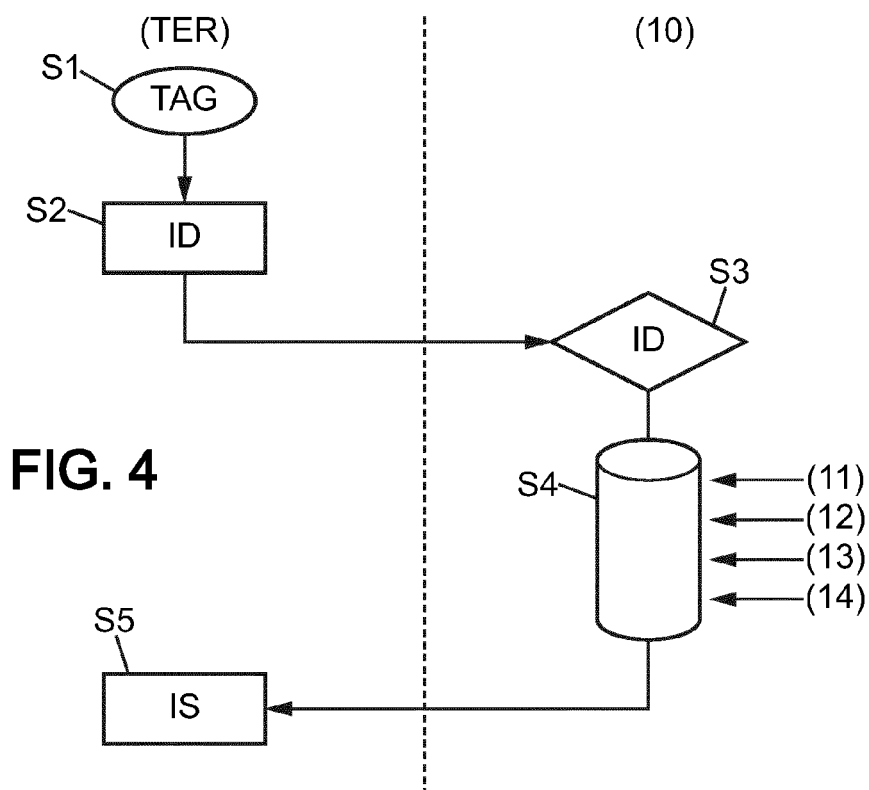 (TER)
(10)
S1
TAG
S2
ID
S3
ID
FIG. 4
S4
(11)
(12)
(13)
(14)
S5
IS